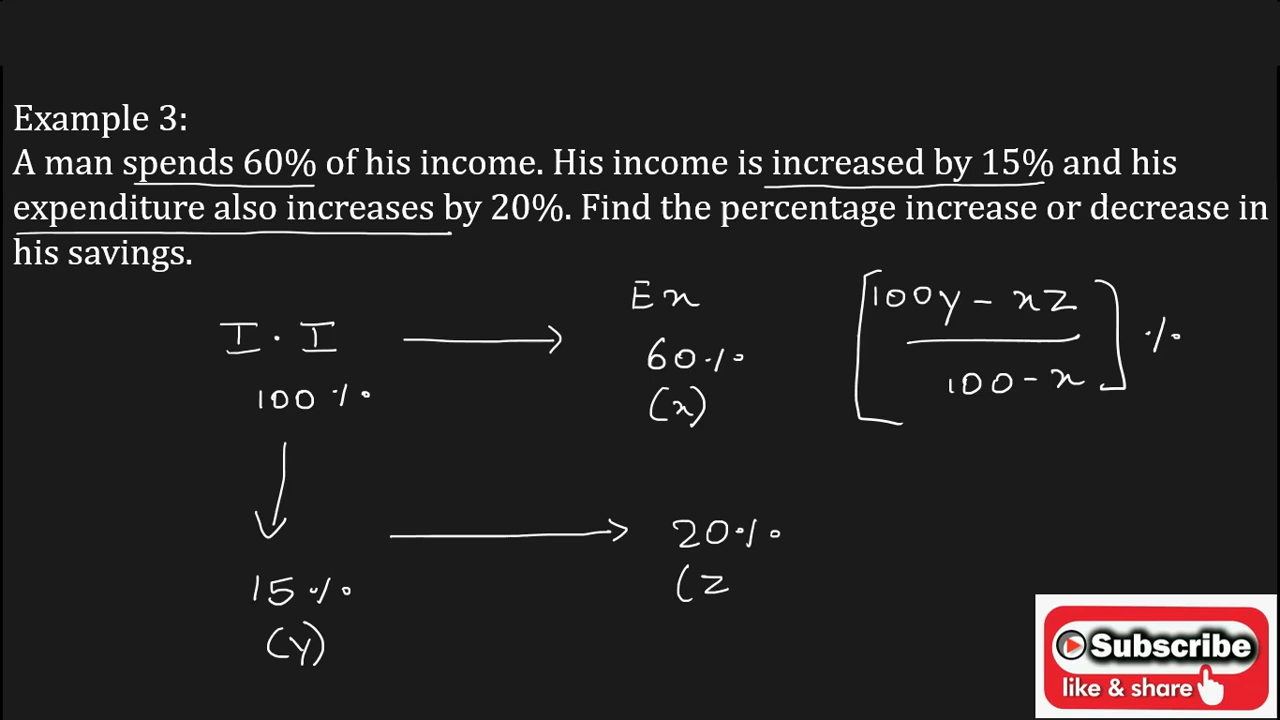 Example 3:
A man spends 60% of his income. His income is increased by 15% and his
expenditure also increases by 20%. Find the percentage increase or decrease in
his savings.
I.I
100%
Ex
60%
(x)
[100y - xz / 100 - x] %
15%
(y)
20%
(z
Subscribe
like & share